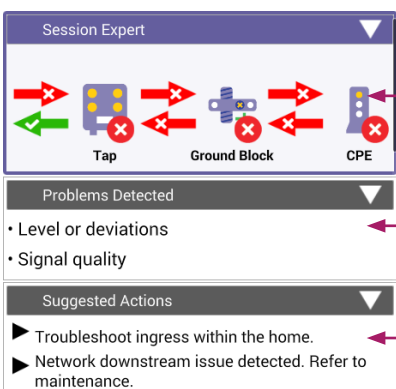 Session Expert
Tap
Ground Block
CPE
Problems Detected
• Level or deviations
• Signal quality
Suggested Actions
Troubleshoot ingress within the home.
Network downstream issue detected. Refer to
maintenance.